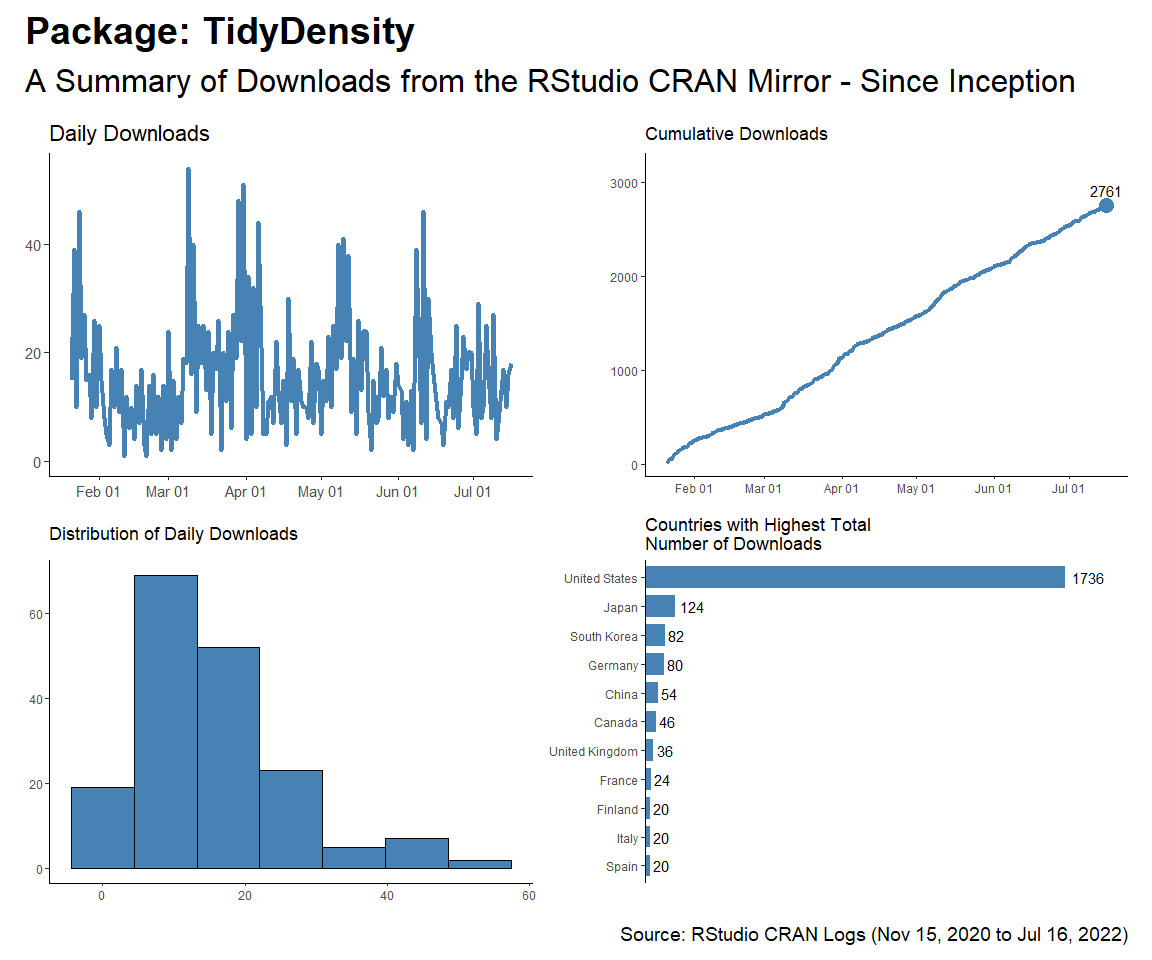 Package: TidyDensity
A Summary of Downloads from the RStudio CRAN Mirror - Since Inception
Daily Downloads
40
20
0
Feb 01 Mar 01 Apr 01 May 01 Jun 01 Jul 01
Cumulative Downloads
3000
2000
1000
0
2761
Feb 01 Mar 01 Apr 01 May 01 Jun 01 Jul 01
Distribution of Daily Downloads
60
40
20
0
0 20 40 60
Countries with Highest Total
Number of Downloads
United States 1736
Japan 124
South Korea 82
Germany 80
China 54
Canada 46
United Kingdom 36
France 24
Finland 20
Italy 20
Spain 20
Source: RStudio CRAN Logs (Nov 15, 2020 to Jul 16, 2022)